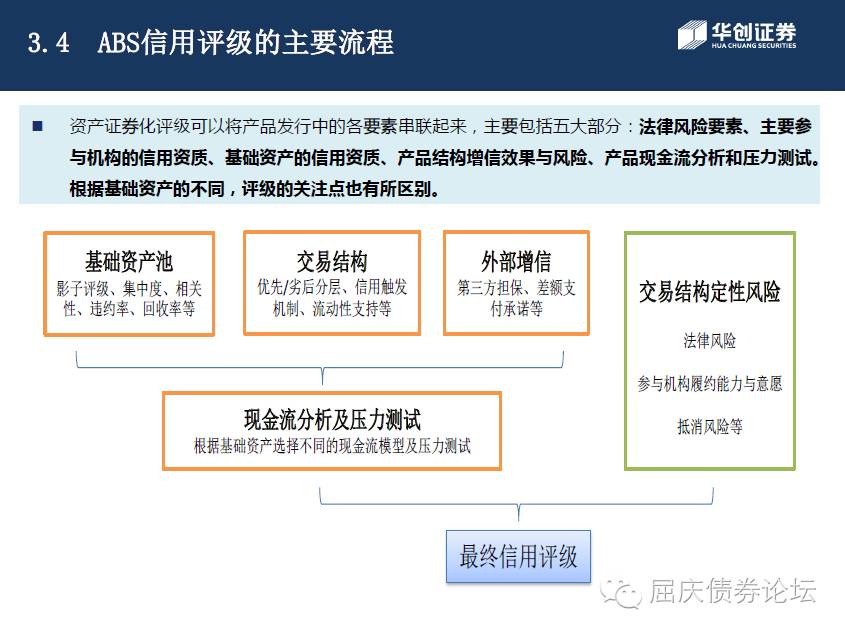 3.4 ABS信用评级的主要流程
华创证券
HUA CHUANG SECURITIES
■ 资产证券化评级可以将产品发行中的各要素串联起来，主要包括五大部分：法律风险要素、主要参
与机构的信用资质、基础资产的信用资质、产品结构增信效果与风险、产品现金流分析和压力测试。
根据基础资产的不同，评级的关注点也有所区别。
基础资产池
影子评级、集中度、相关
性、违约率、回收率等
交易结构
优先/劣后分层、信用触发
机制、流动性支持等
外部增信
第三方担保、差额支
付承诺等
交易结构定性风险
法律风险
参与机构履约能力与意愿
抵消风险等
现金流分析及压力测试
根据基础资产选择不同的现金流模型及压力测试
最终信用评级
屈庆债券论坛